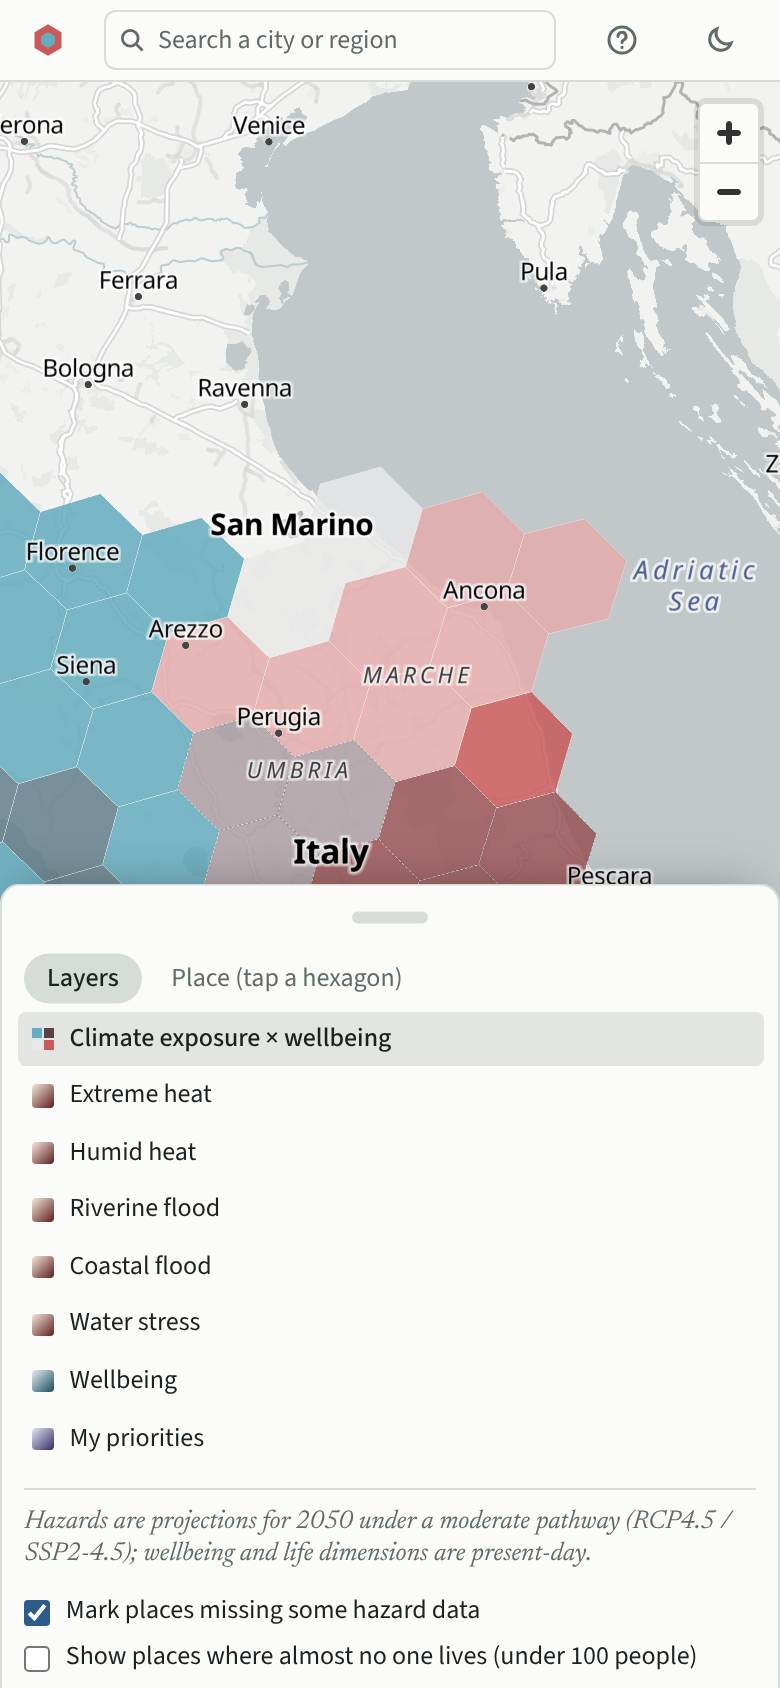 Search a city or region
erona
Venice
Pula
Ferrara
Bologna
Ravenna
Z
San Marino
Florence
Adriatic
Sea
Ancona
Arezzo
Siena
MARCHE
Perugia
UMBRIA
Italy
Pescara
Layers
Place (tap a hexagon)
Climate exposure × wellbeing
Extreme heat
Humid heat
Riverine flood
Coastal flood
Water stress
Wellbeing
My priorities
Hazards are projections for 2050 under a moderate pathway (RCP4.5 /
SSP2-4.5); wellbeing and life dimensions are present-day.
Mark places missing some hazard data
Show places where almost no one lives (under 100 people)